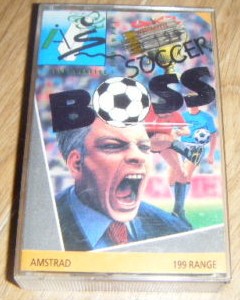 SOCCER
BOSS
AMSTRAD
199 RANGE